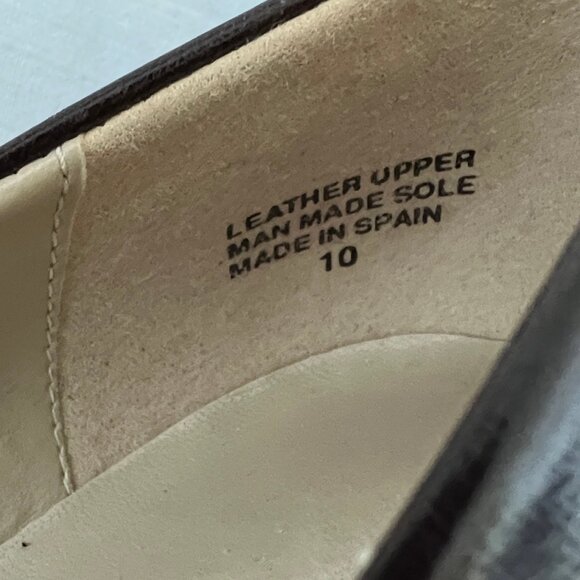 LEATHER UPPER
MAN MADE SOLE
MADE IN SPAIN
10